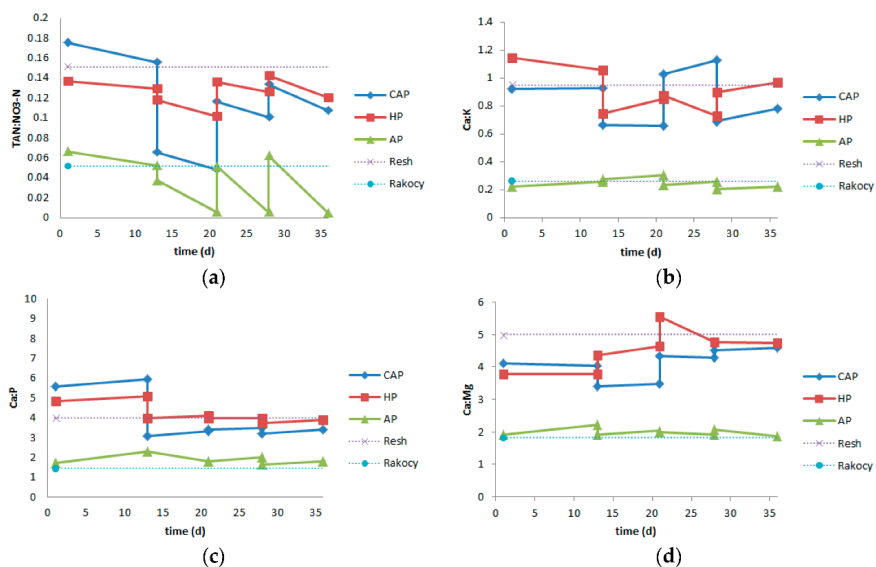 0.2
0.18
0.16
0.14
0.12
0.1
0.08
0.06
0.04
0.02
0
TAN:NO3-N
0 5 10 15 20 25 30 35
time (d)
CAP
HP
AP
Resh
Rakocy
(a)
1.4
1.2
1
0.8
0.6
0.4
0.2
0
Ca:K
0 5 10 15 20 25 30 35
time (d)
CAP
HP
AP
Resh
Rakocy
(b)
10
9
8
7
6
5
4
3
2
1
0
Ca:P
0 5 10 15 20 25 30 35
time (d)
CAP
HP
AP
Resh
Rakocy
(c)
6
5
4
3
2
1
0
Ca:Mg
0 5 10 15 20 25 30 35
time (d)
CAP
HP
AP
Resh
Rakocy
(d)